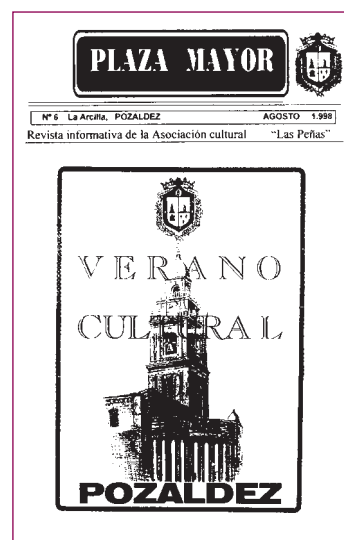 PLAZA MAYOR
Nº 6 La Arcilla, POZALDEZ AGOSTO 1.998
Revista informativa de la Asociación cultural "Las Peñas"
VERANO
CULTURAL
POZALDEZ